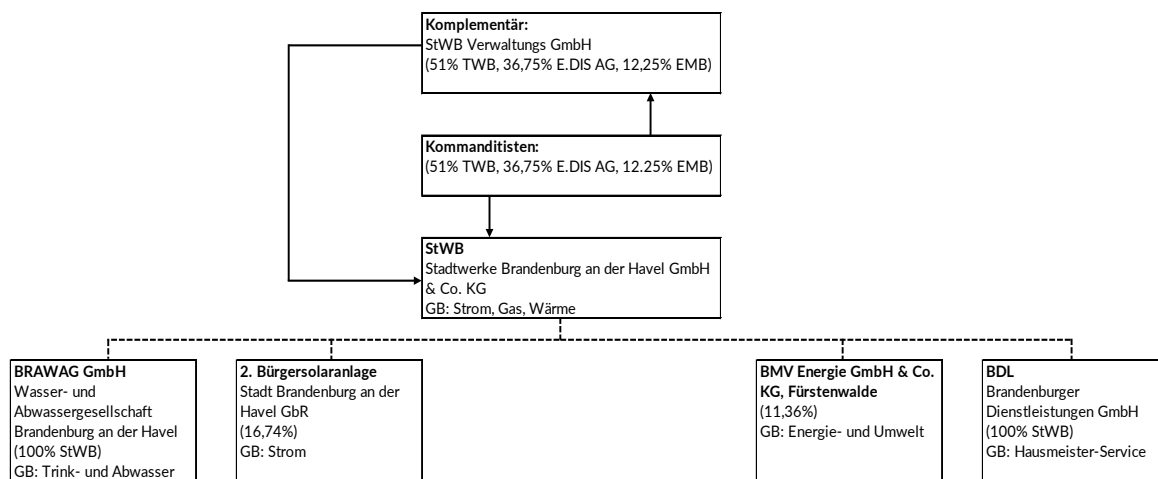 Komplementär:
StWB Verwaltungs GmbH
(51% TWB, 36,75% E.DIS AG, 12,25% EMB)
Kommanditisten:
(51% TWB, 36,75% E.DIS AG, 12.25% EMB)
StWB
Stadtwerke Brandenburg an der Havel GmbH
& Co. KG
GB: Strom, Gas, Wärme
BRAWAG GmbH
Wasser- und
Abwassergesellschaft
Brandenburg an der Havel
(100% StWB)
GB: Trink- und Abwasser
2. Bürgersolaranlage
Stadt Brandenburg an der
Havel GbR
(16,74%)
GB: Strom
BMV Energie GmbH & Co.
KG, Fürstenwalde
(11,36%)
GB: Energie- und Umwelt
BDL
Brandenburger
Dienstleistungen GmbH
(100% StWB)
GB: Hausmeister-Service